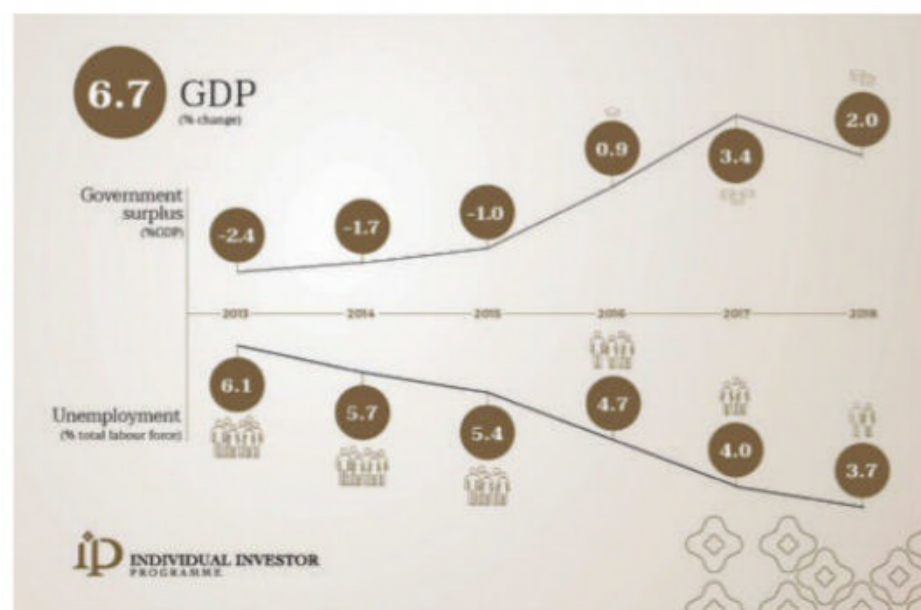 6.7 GDP
(% change)
Government
surplus
(%GDP)
-2.4
-1.7
-1.0
0.9
3.4
2.0
2013
2014
2015
2016
2017
2018
Unemployment
(% total labour force)
6.1
5.7
5.4
4.7
4.0
3.7
iP INDIVIDUAL INVESTOR
PROGRAMME